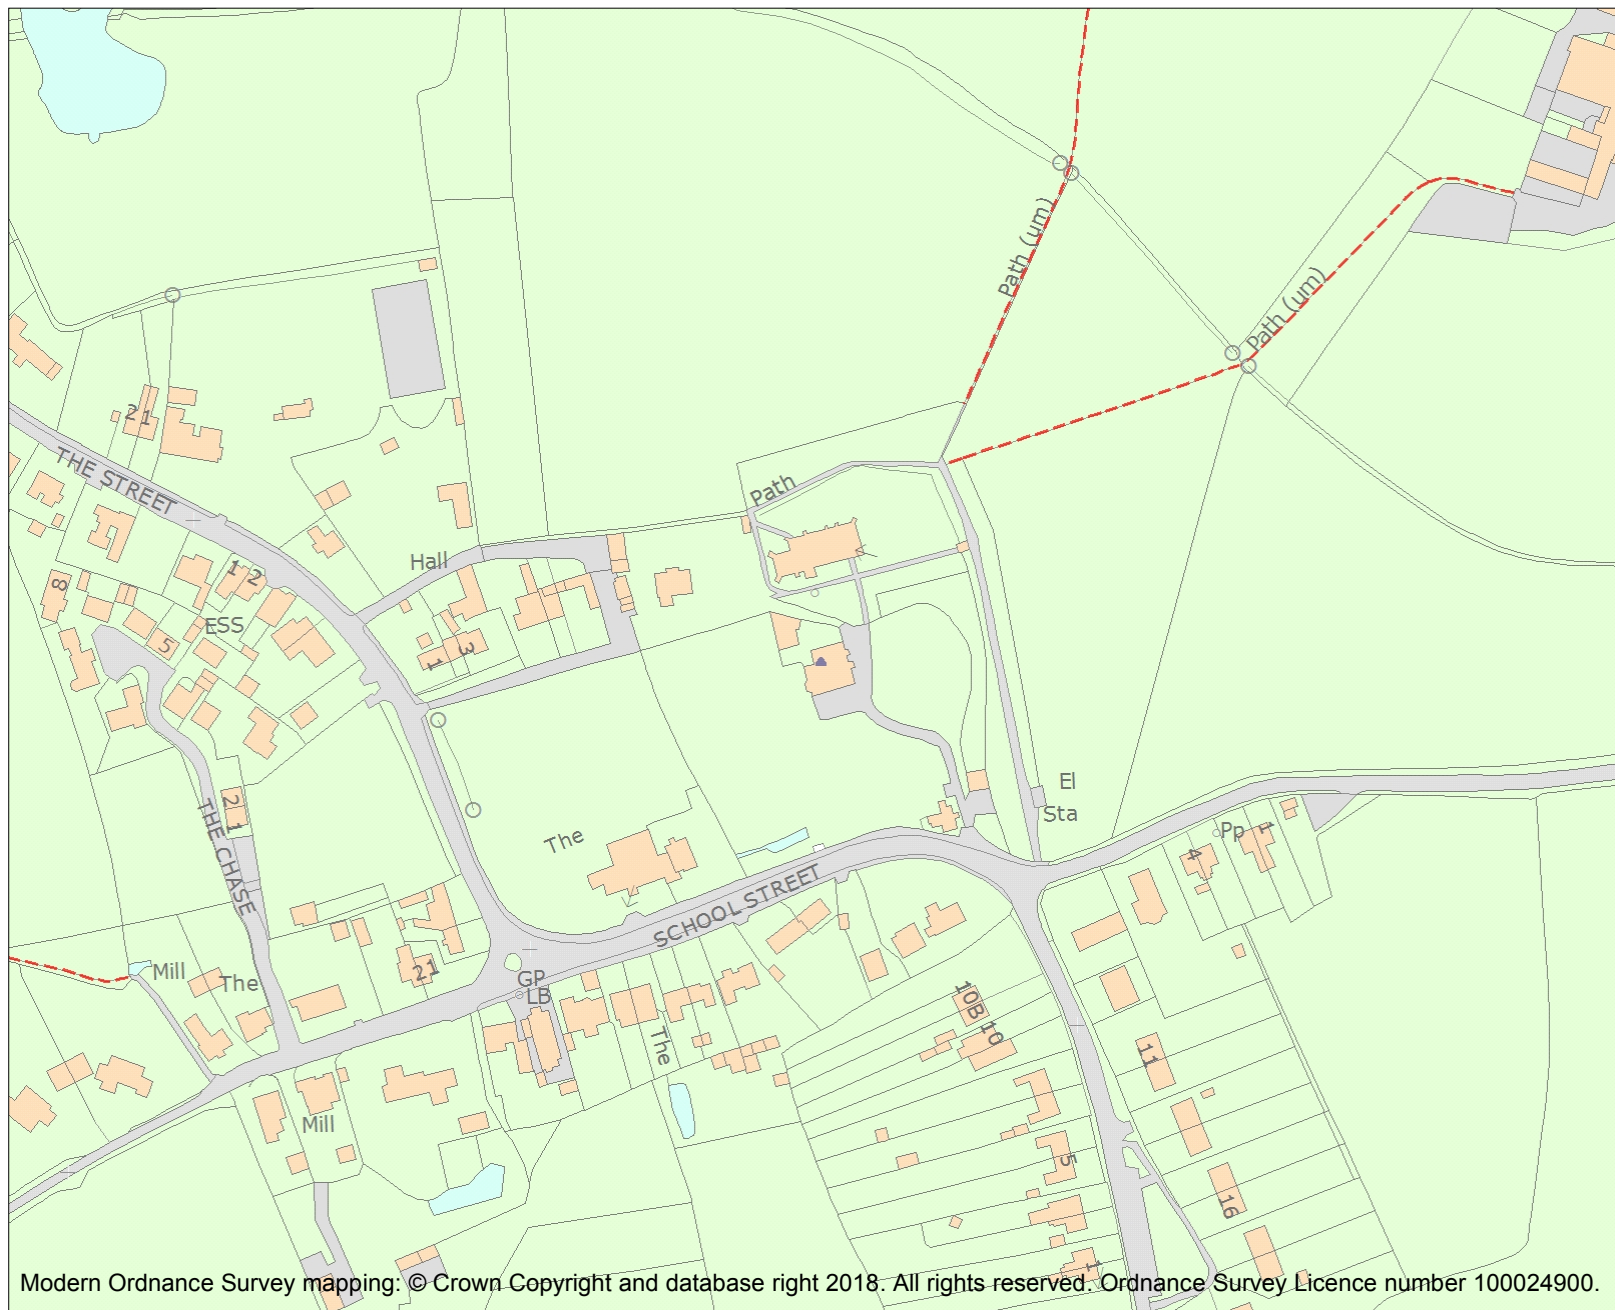 Path (um)
Path (um)
21
THE STREET
Path
Hall
1 2
8
ESS
5
1
3
2 1
THE CHASE
The
El
Sta
SCHOOL STREET
Pp
1
4
Mill
The
21
GP
LB
The
10B 10
11
Mill
5
16
1
Modern Ordnance Survey mapping: © Crown Copyright and database right 2018. All rights reserved. Ordnance Survey Licence number 100024900.